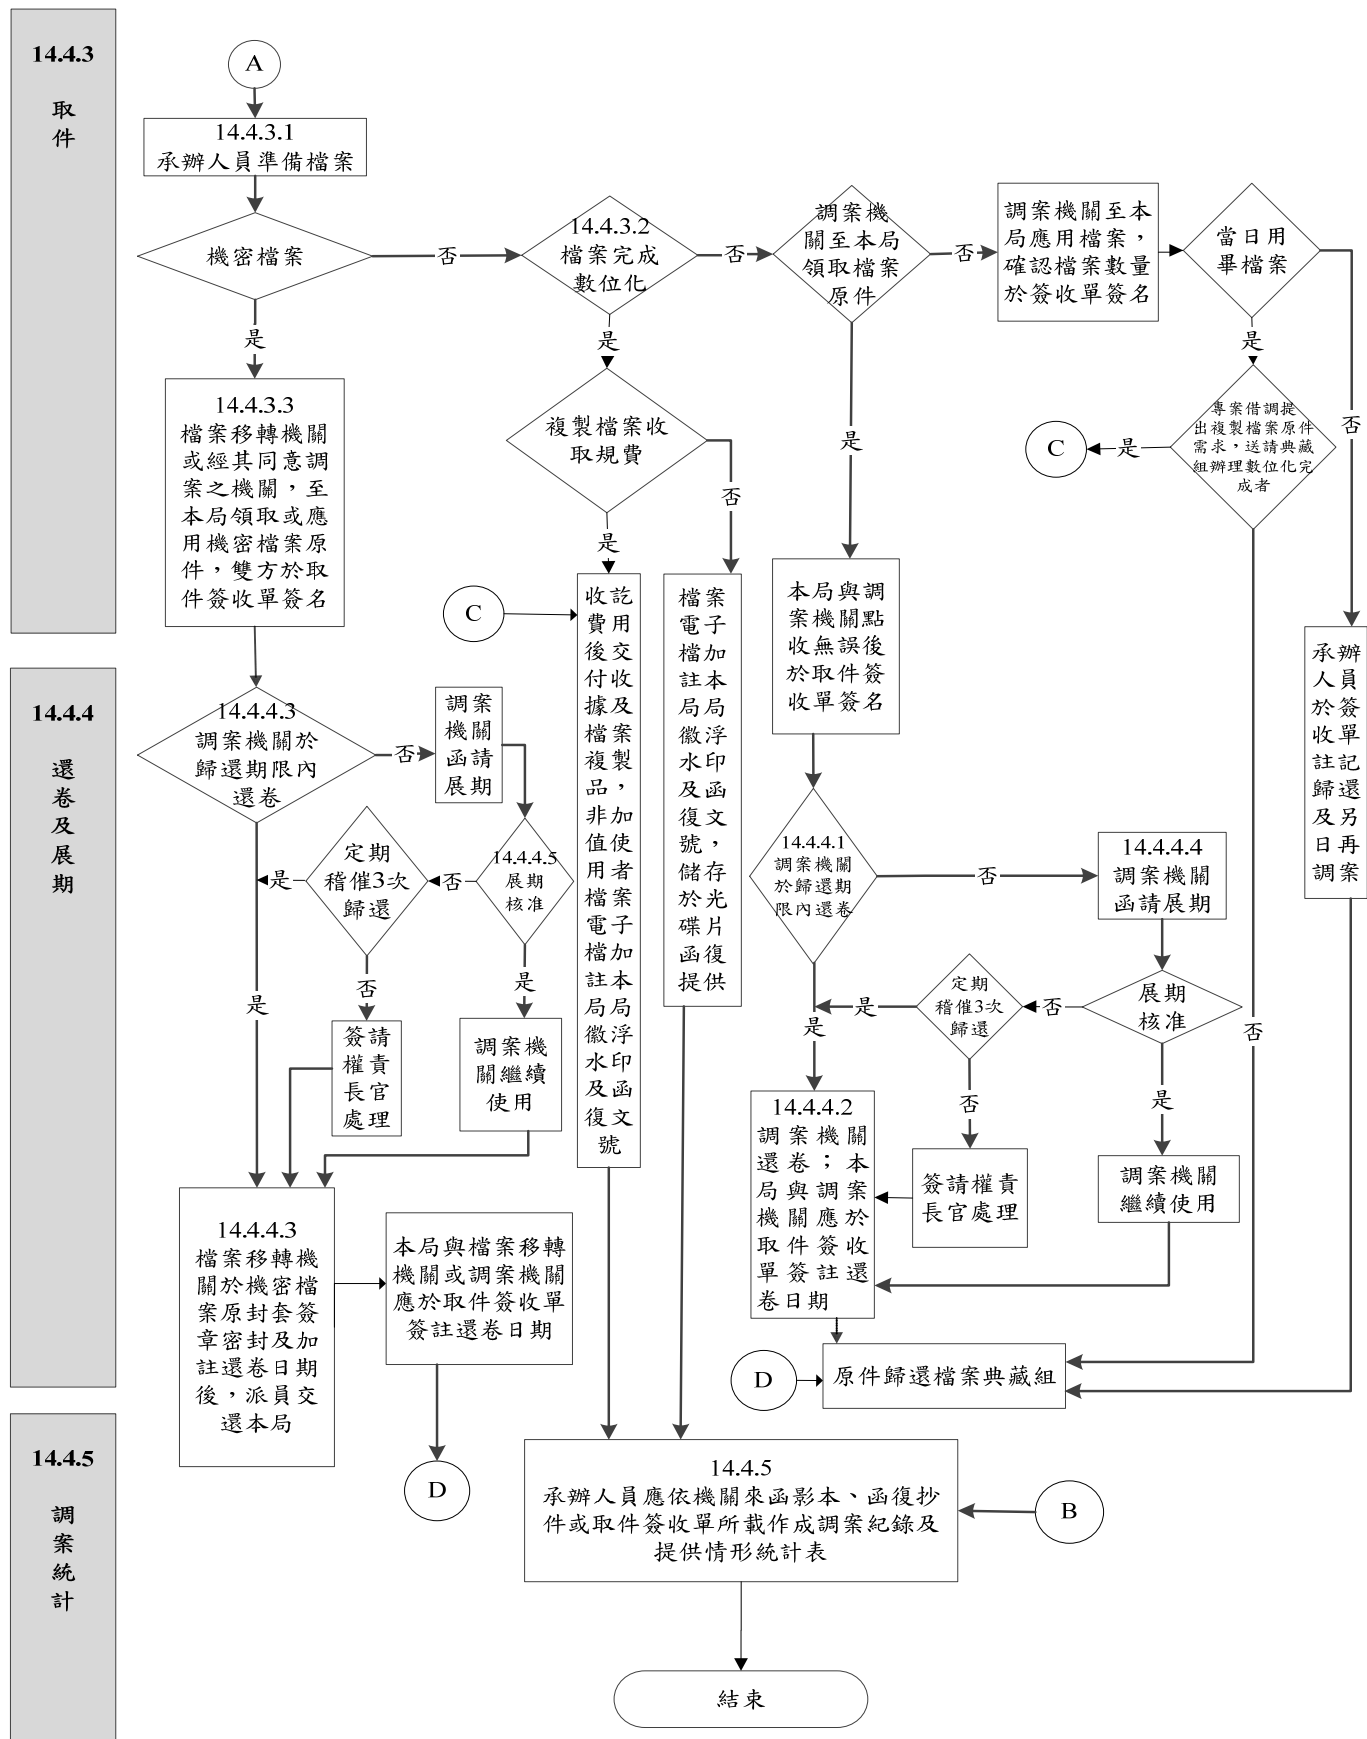 14.4.3
取
件
A
14.4.3.1
承辦人員準備檔案
機密檔案
否
是
14.4.3.2
檔案完成
數位化
否
是
調案機
關至本局
領取檔案
原件
否
是
調案機關至本
局應用檔案，
確認檔案數量
於簽收單簽名
當日用
畢檔案
是
否
專案借調提
出複製檔案原件
需求，送請典藏
組辦理數位化完
成者
是
C
否
14.4.3.3
檔案移轉機關
或經其同意調
案之機關，至
本局領取或應
用機密檔案原
件，雙方於取
件簽收單簽名
複製檔案收
取規費
否
是
C
收訖
費用
後交
付收
據及
檔案
複製
品，
非加
值使
用者
檔案
電子
檔加
註本
局局
徽浮
水印
及函
復文
號
檔案
電子
檔加
註本
局局
徽浮
水印
及函
復文
號，
儲存
於光
碟片
函復
提供
本局與調
案機關點
收無誤後
於取件簽
收單簽名
承辦
人員
於簽
收單
註記
歸還
及另
日再
調案
14.4.4
還
卷
及
展
期
14.4.4.3
調案機關於
歸還期限內
還卷
否
是
調案
機關
函請
展期
14.4.4.5
展期
核准
否
是
定期
稽催3次
歸還
是
否
簽請
權責
長官
處理
調案機
關繼續
使用
14.4.4.1
調案機關
於歸還期
限內還卷
否
是
14.4.4.4
調案機關
函請展期
展期
核准
否
是
定期
稽催3次
歸還
是
否
簽請權責
長官處理
調案機關
繼續使用
14.4.4.2
調案機關
還卷；本
局與調案
機關應於
取件簽收
單簽註還
卷日期
14.4.4.3
檔案移轉機
關於機密檔
案原封套簽
章密封及加
註還卷日期
後，派員交
還本局
本局與檔案移轉
機關或調案機關
應於取件簽收單
簽註還卷日期
D
D
原件歸還檔案典藏組
14.4.5
調
案
統
計
14.4.5
承辦人員應依機關來函影本、函復抄
件或取件簽收單所載作成調案紀錄及
提供情形統計表
B
結束